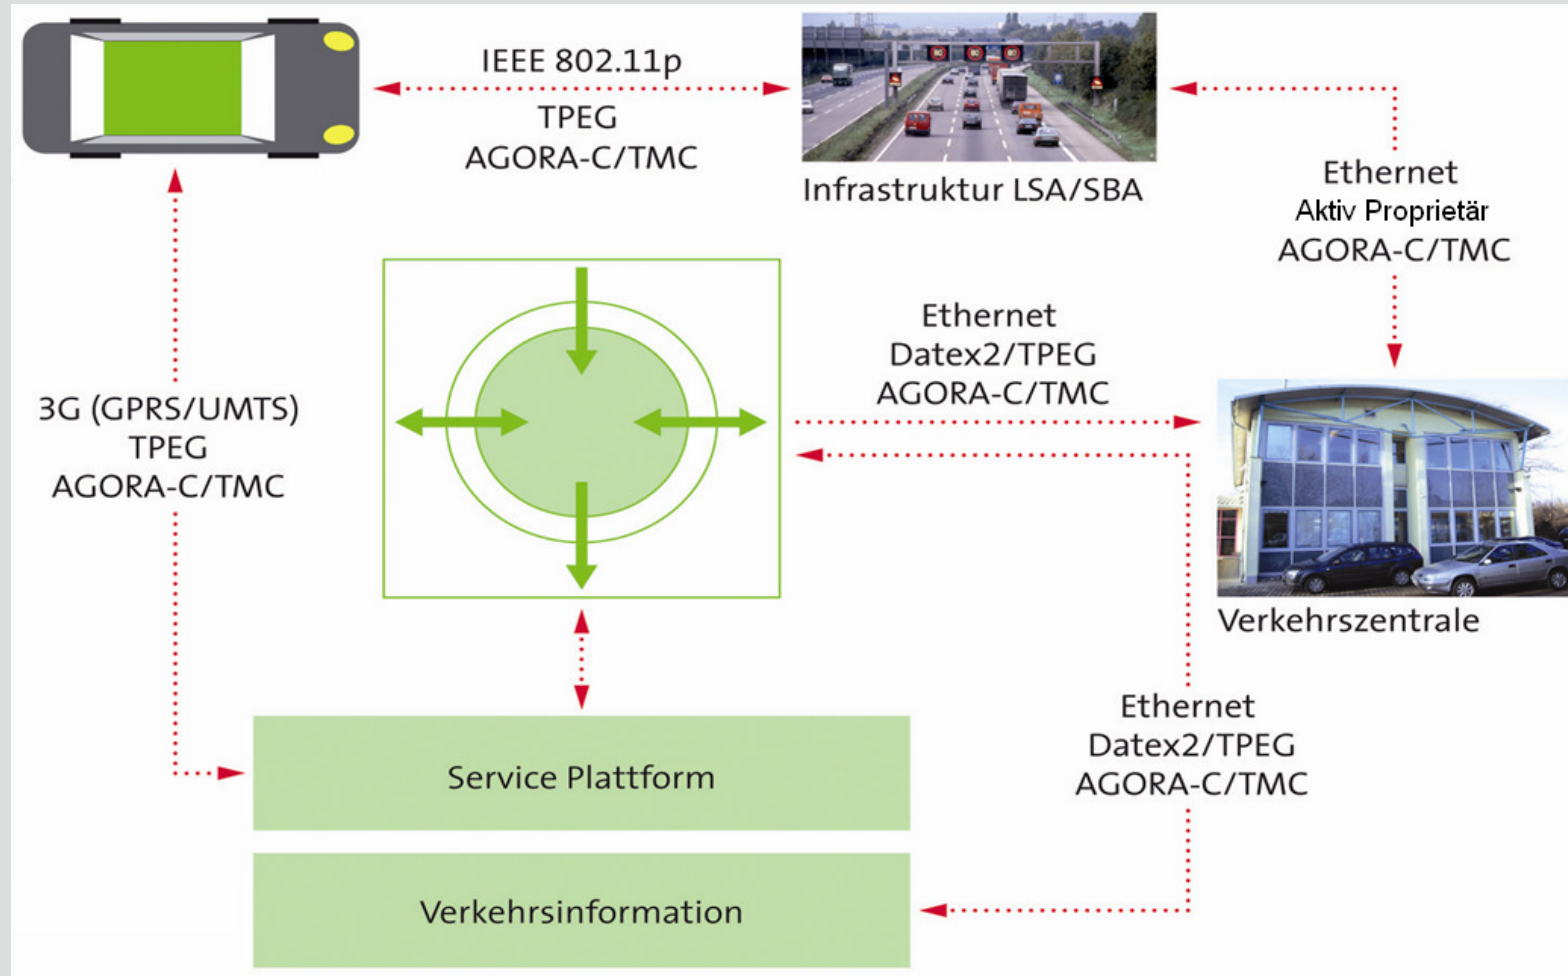 IEEE 802.11p
TPEG
AGORA-C/TMC
Infrastruktur LSA/SBA
Ethernet
Aktiv Proprietär
AGORA-C/TMC
Ethernet
Datex2/TPEG
AGORA-C/TMC
3G (GPRS/UMTS)
TPEG
AGORA-C/TMC
Verkehrszentrale
Ethernet
Datex2/TPEG
AGORA-C/TMC
Service Plattform
Verkehrsinformation